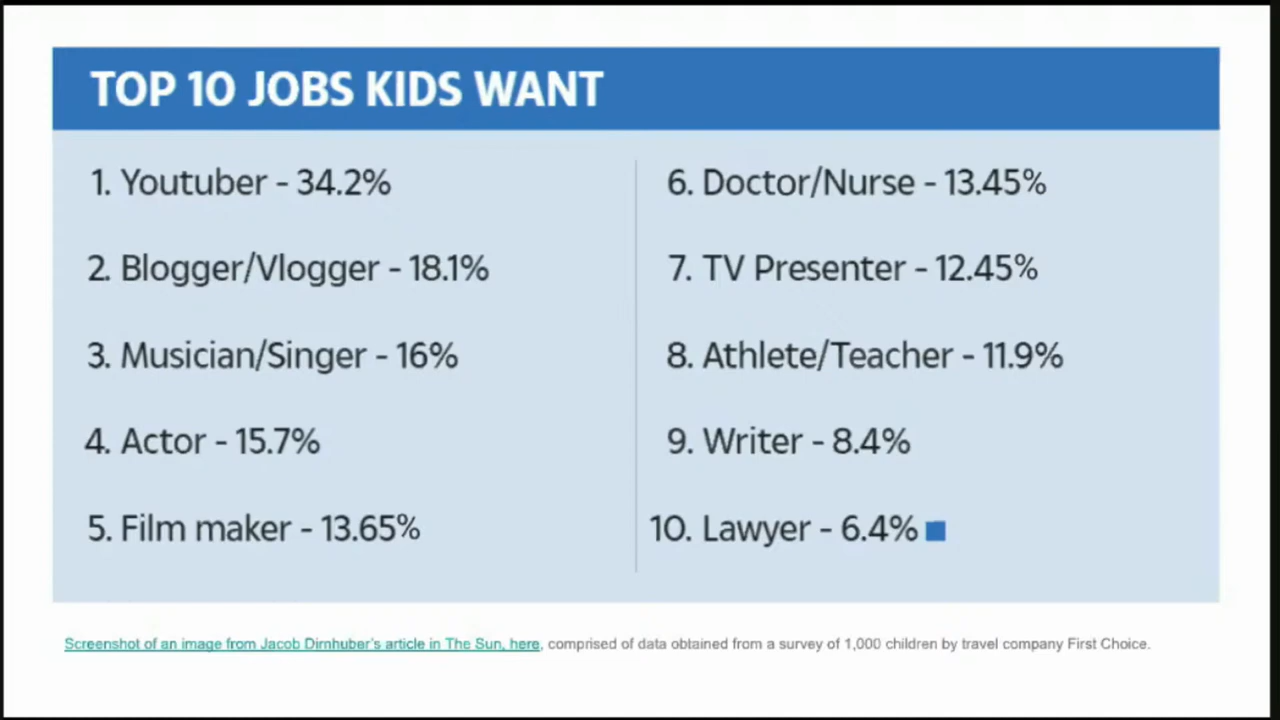 TOP 10 JOBS KIDS WANT
1. Youtuber - 34.2%
2. Blogger/Vlogger - 18.1%
3. Musician/Singer - 16%
4. Actor - 15.7%
5. Film maker - 13.65%
6. Doctor/Nurse - 13.45%
7. TV Presenter - 12.45%
8. Athlete/Teacher - 11.9%
9. Writer - 8.4%
10. Lawyer - 6.4%
Screenshot of an image from Jacob Dirnhuber's article in The Sun, here, comprised of data obtained from a survey of 1,000 children by travel company First Choice.